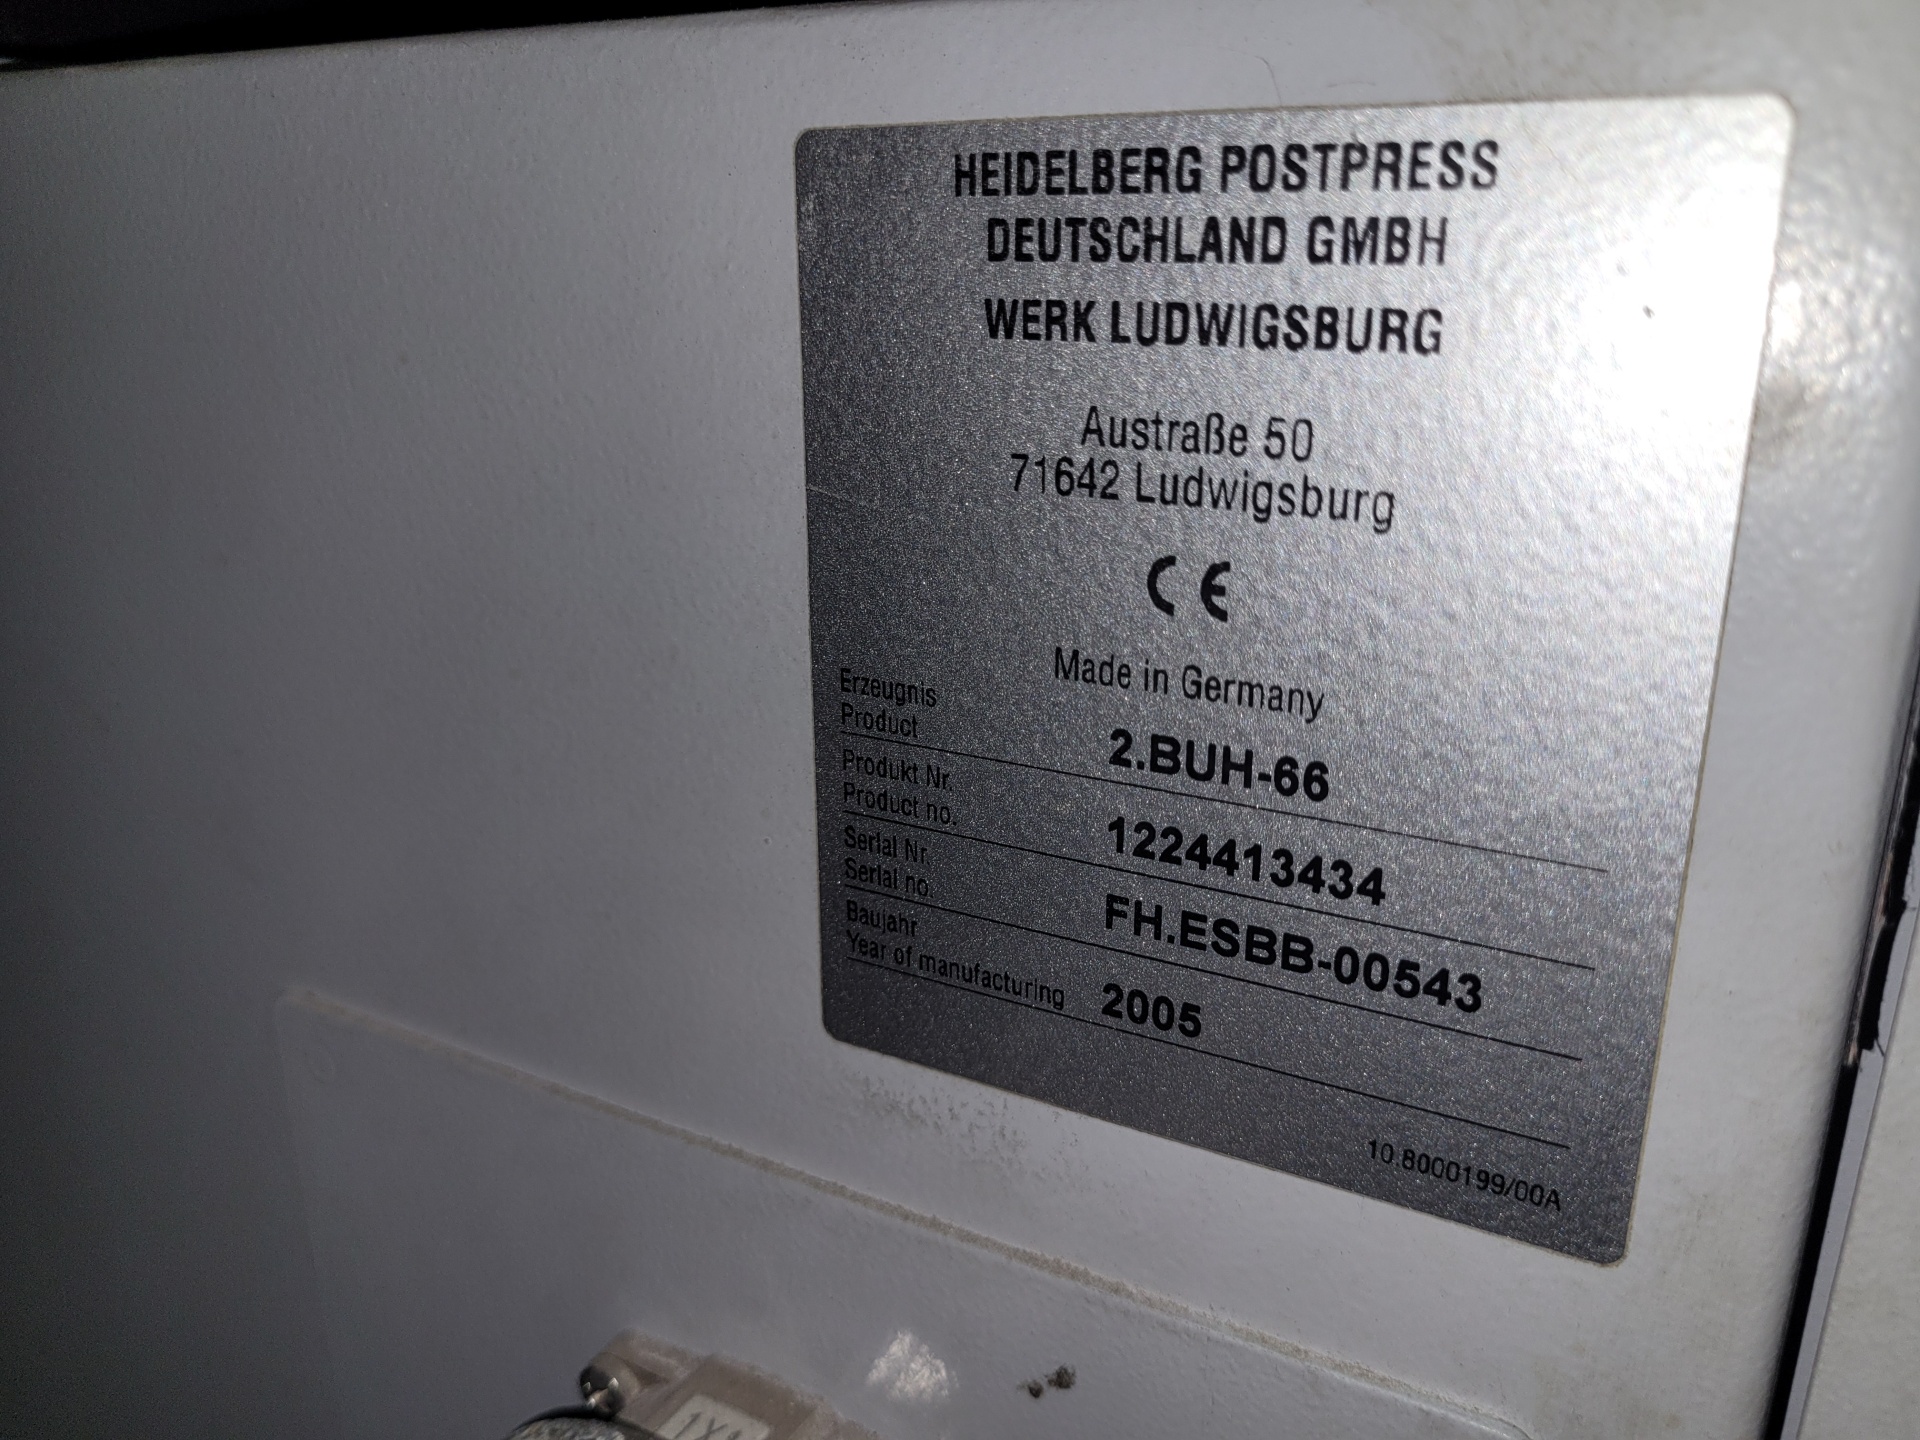 HEIDELBERG POSTPRESS
DEUTSCHLAND GMBH
WERK LUDWIGSBURG
Austraße 50
71642 Ludwigsburg
CE
Made in Germany
Erzeugnis
Product 2.BUH-66
Produkt Nr.
Product no. 1224413434
Serial Nr.
Serial no. FH.ESBB-00543
Baujahr
Year of manufacturing 2005
10.8000199/00A